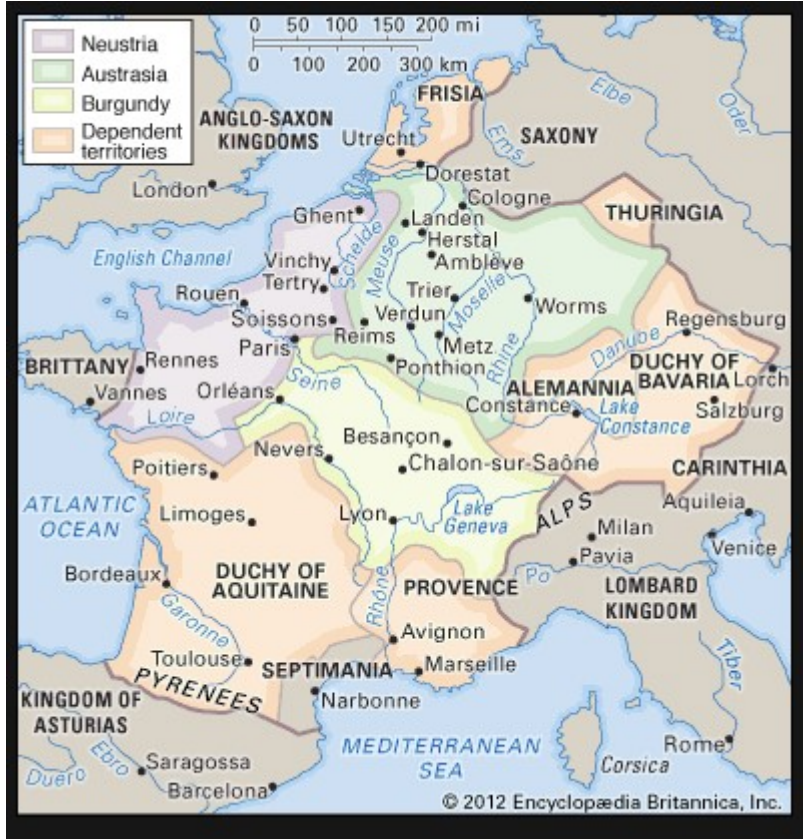 Neustria
Austrasia
Burgundy
Dependent
territories
0 50 100 150 200 mi
0 100 200 300 km
FRISIA
Elbe
Oder
ANGLO-SAXON
KINGDOMS
Utrecht
Ems
SAXONY
London
Dorestat
Cologne
Ghent
Landen
THURINGIA
Herstal
Schelde
Meuse
Amblève
English Channel
Vinchy
Tertry
Rouen
Trier
Moselle
Worms
Soissons
Verdun
Regensburg
Paris
Reims
Metz
Rhine
Danube
BRITTANY
Rennes
Ponthion
DUCHY OF
BAVARIA
Lorch
Vannes
Orléans
Seine
ALEMANNIA
Constance
Lake
Constance
Salzburg
Loire
Besançon
Nevers
Chalon-sur-Saône
CARINTHIA
Poitiers
ATLANTIC
OCEAN
Limoges
Lyon
Lake
Geneva
ALPS
Aquileia
Milan
Venice
Pavia
Bordeaux
DUCHY OF
AQUITAINE
Rhône
PROVENCE
Po
LOMBARD
KINGDOM
Garonne
Avignon
Toulouse
SEPTIMANIA
Marseille
Tiber
PYRENEES
KINGDOM OF
ASTURIAS
Narbonne
Ebro
Saragossa
MEDITERRANEAN
SEA
Rome
Duero
Barcelona
Corsica
© 2012 Encyclopædia Britannica, Inc.